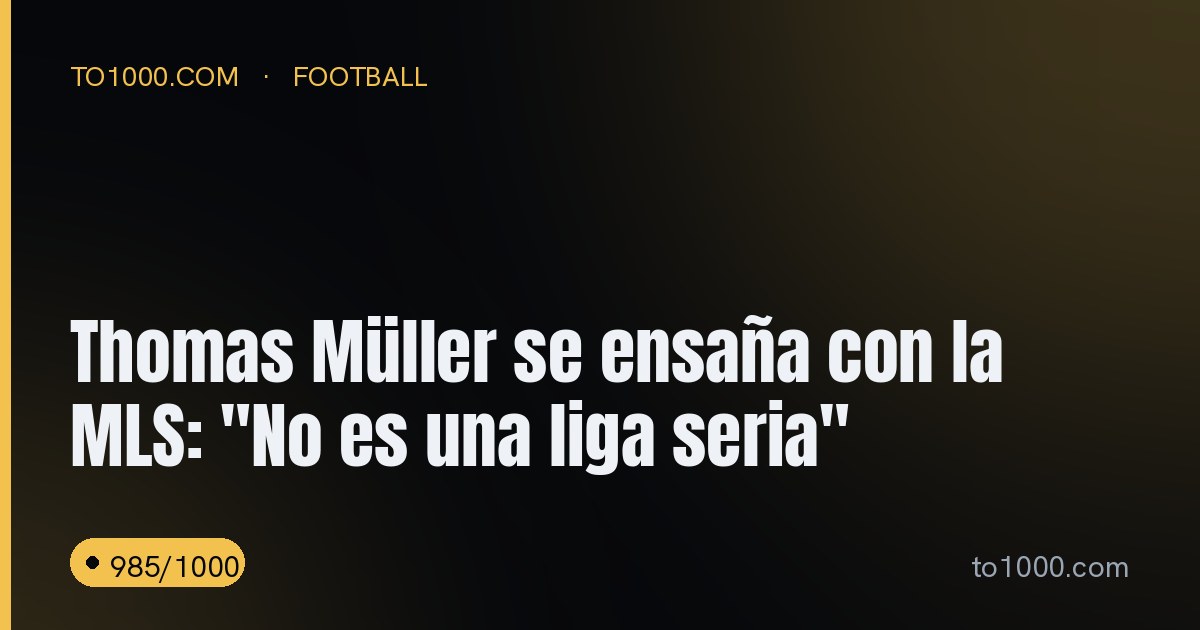 TO1000.COM · FOOTBALL
Thomas Müller se ensaña con la
MLS: "No es una liga seria"
985/1000
to1000.com